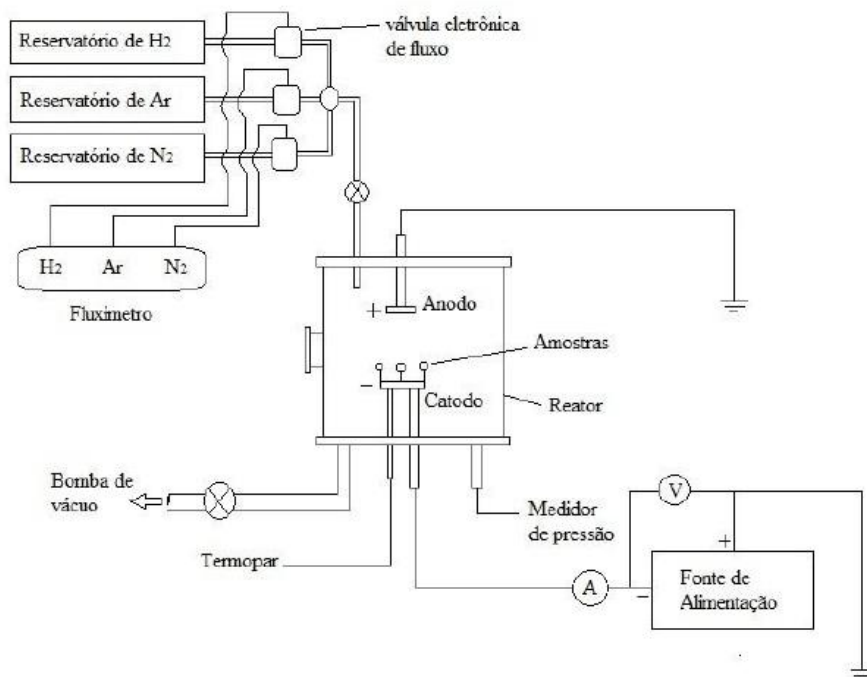 Reservatório de H2
Reservatório de Ar
Reservatório de N2
válvula eletrônica
de fluxo
H2 Ar N2
Fluximetro
+ Anodo
Amostras
− Catodo
Reator
Bomba de
vácuo
Termopar
Medidor
de pressão
V
A
+
−
Fonte de
Alimentação